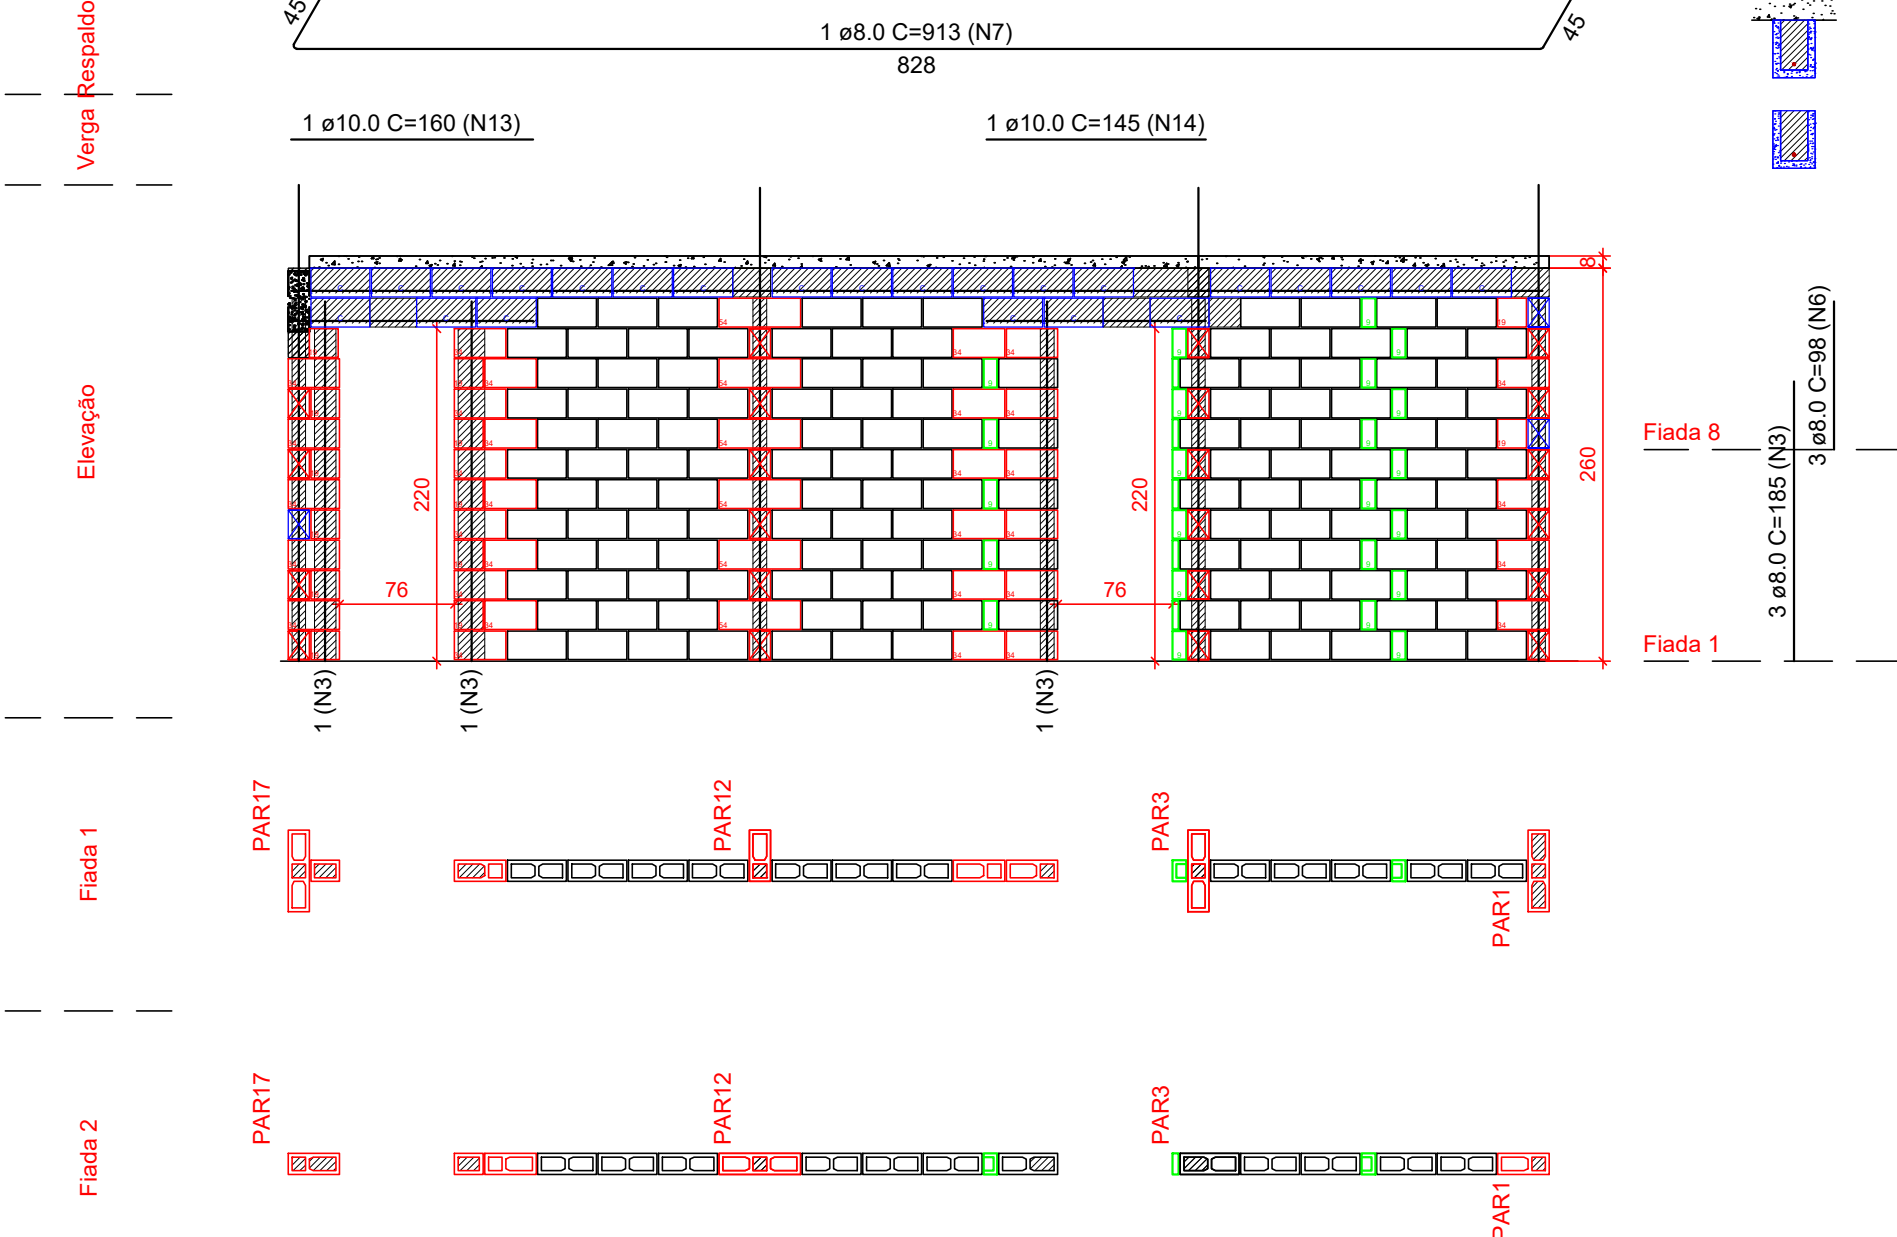 Respaldo
45
1 ø8.0 C=913 (N7)
828
45
Verga
1 ø10.0 C=160 (N13)
1 ø10.0 C=145 (N14)
Elevação
8
260
220
220
76
76
Fiada 8
Fiada 1
3 ø8.0 C=185 (N3)
3 ø8.0 C=98 (N6)
1 (N3)
1 (N3)
1 (N3)
Fiada 1
PAR17
PAR12
PAR3
PAR1
Fiada 2
PAR17
PAR12
PAR3
PAR1